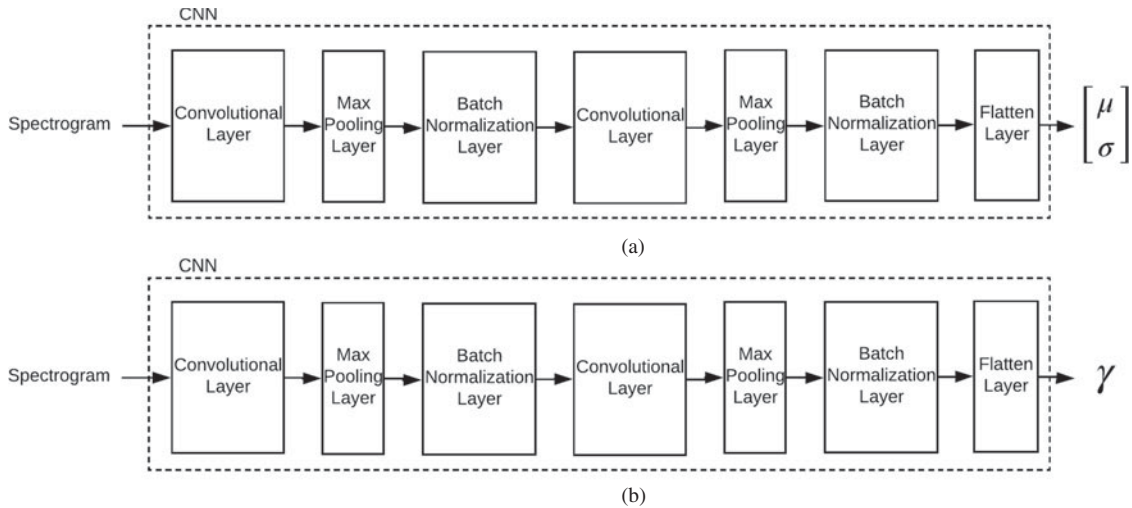 CNN
Spectrogram
Convolutional
Layer
Max
Pooling
Layer
Batch
Normalization
Layer
Convolutional
Layer
Max
Pooling
Layer
Batch
Normalization
Layer
Flatten
Layer
μ
σ
(a)
CNN
Spectrogram
Convolutional
Layer
Max
Pooling
Layer
Batch
Normalization
Layer
Convolutional
Layer
Max
Pooling
Layer
Batch
Normalization
Layer
Flatten
Layer
γ
(b)